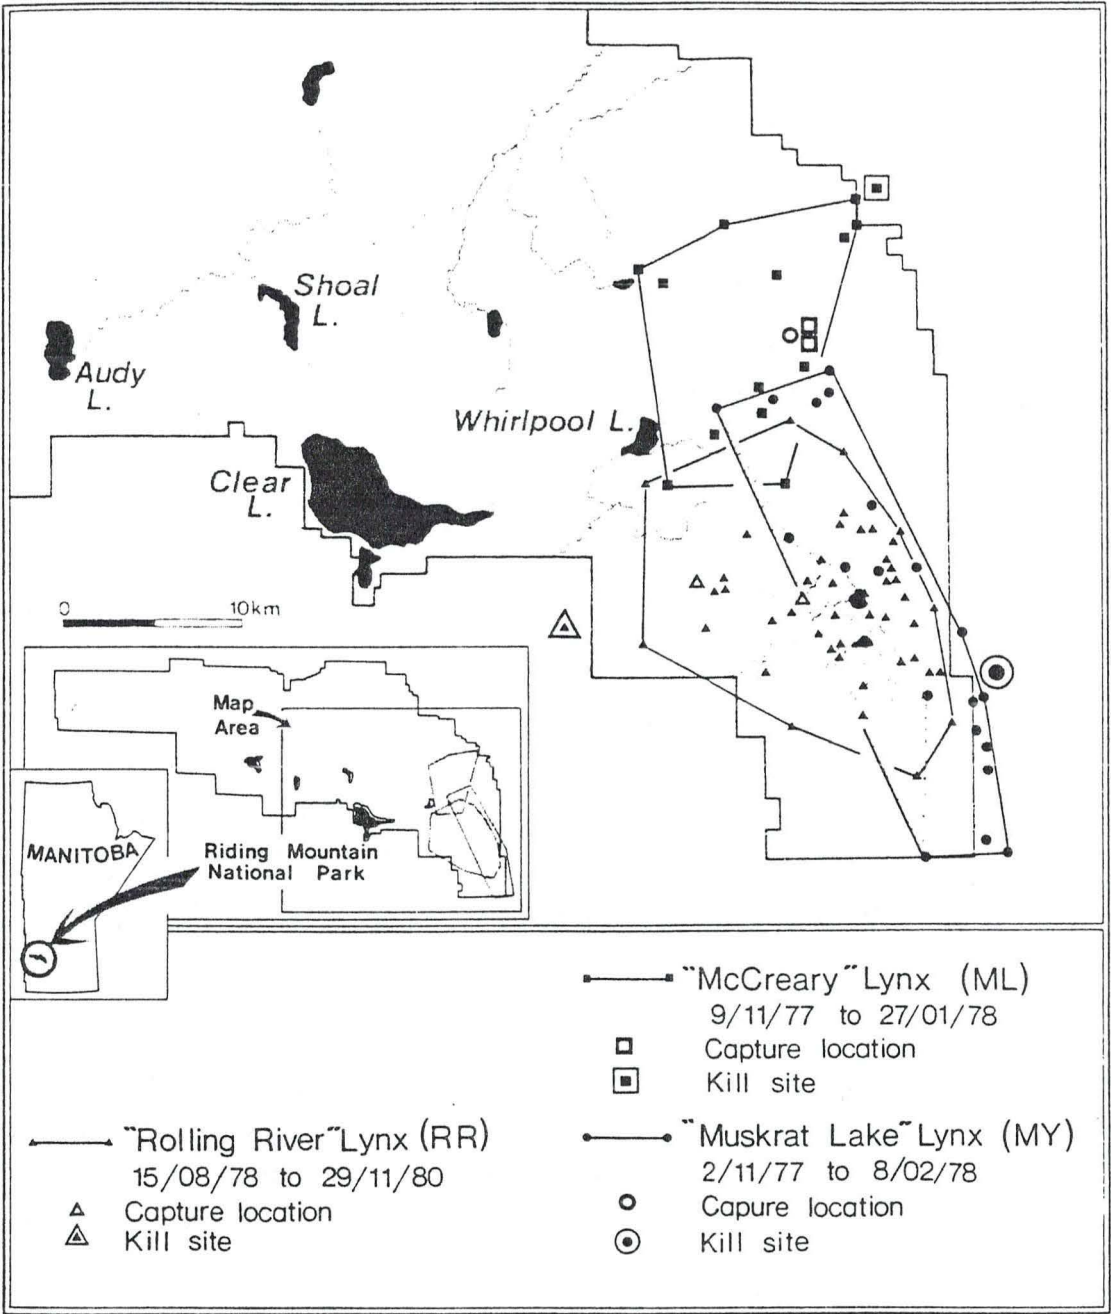 Shoal
L.
Audy
L.
Whirlpool L.
Clear
L.
0 10km
Map
Area
MANITOBA
Riding Mountain
National Park
"McCreary" Lynx (ML)
9/11/77 to 27/01/78
Capture location
Kill site
"Rolling River" Lynx (RR)
15/08/78 to 29/11/80
Capture location
Kill site
"Muskrat Lake" Lynx (MY)
2/11/77 to 8/02/78
Capure location
Kill site